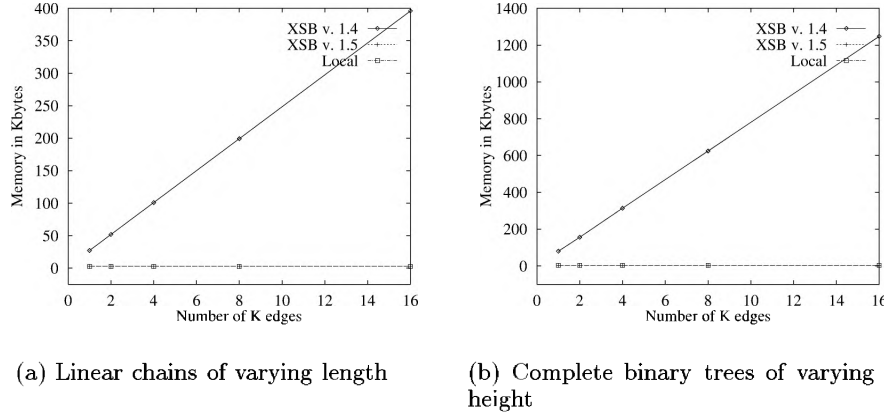 400
350
300
250
200
150
100
50
0
Memory in Kbytes
XSB v. 1.4
XSB v. 1.5
Local
0 2 4 6 8 10 12 14 16
Number of K edges
(a) Linear chains of varying length
1400
1200
1000
800
600
400
200
0
Memory in Kbytes
XSB v. 1.4
XSB v. 1.5
Local
0 2 4 6 8 10 12 14 16
Number of K edges
(b) Complete binary trees of varying
height